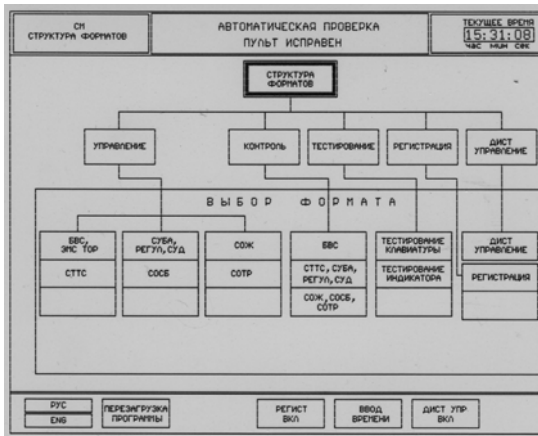 СМ
СТРУКТУРА ФОРМАТОВ
АВТОМАТИЧЕСКАЯ ПРОВЕРКА
ПУЛЬТ ИСПРАВЕН
ТЕКУЩЕЕ ВРЕМЯ
15:31:08
час мин сек
СТРУКТУРА
ФОРМАТОВ
УПРАВЛЕНИЕ
КОНТРОЛЬ
ТЕСТИРОВАНИЕ
РЕГИСТРАЦИЯ
ДИСТ
УПРАВЛЕНИЕ
ВЫБОР ФОРМАТА
БВС,
ЭМС ТОР
СУБА,
РЕГУЛ,СУД
СОЖ
БВС
ТЕСТИРОВАНИЕ
КЛАВИАТУРЫ
ДИСТ
УПРАВЛЕНИЕ
СТТС
СОСБ
СОТР
СТТС,СУБА,
РЕГУЛ,СУД
ТЕСТИРОВАНИЕ
ИНДИКАТОРА
РЕГИСТРАЦИЯ
СОЖ,СОСБ,
СОТР
РУС
ENG
ПЕРЕЗАГРУЗКА
ПРОГРАММЫ
РЕГИСТ
ВКЛ
ВВОД
ВРЕМЕНИ
ДИСТ УПР
ВКЛ